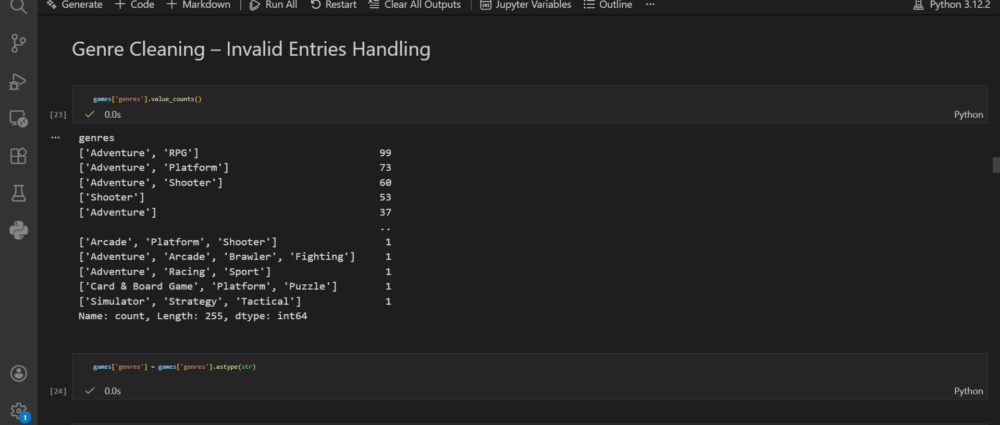 Generate + Code + Markdown | Run All Restart Clear All Outputs | Jupyter Variables Outline ··· Python 3.12.2
Genre Cleaning – Invalid Entries Handling
games['genres'].value_counts()
[23] ✓ 0.0s Python
··· genres
['Adventure', 'RPG'] 99
['Adventure', 'Platform'] 73
['Adventure', 'Shooter'] 60
['Shooter'] 53
['Adventure'] 37
..
['Arcade', 'Platform', 'Shooter'] 1
['Adventure', 'Arcade', 'Brawler', 'Fighting'] 1
['Adventure', 'Racing', 'Sport'] 1
['Card & Board Game', 'Platform', 'Puzzle'] 1
['Simulator', 'Strategy', 'Tactical'] 1
Name: count, Length: 255, dtype: int64
games['genres'] = games['genres'].astype(str)
[24] ✓ 0.0s Python
1